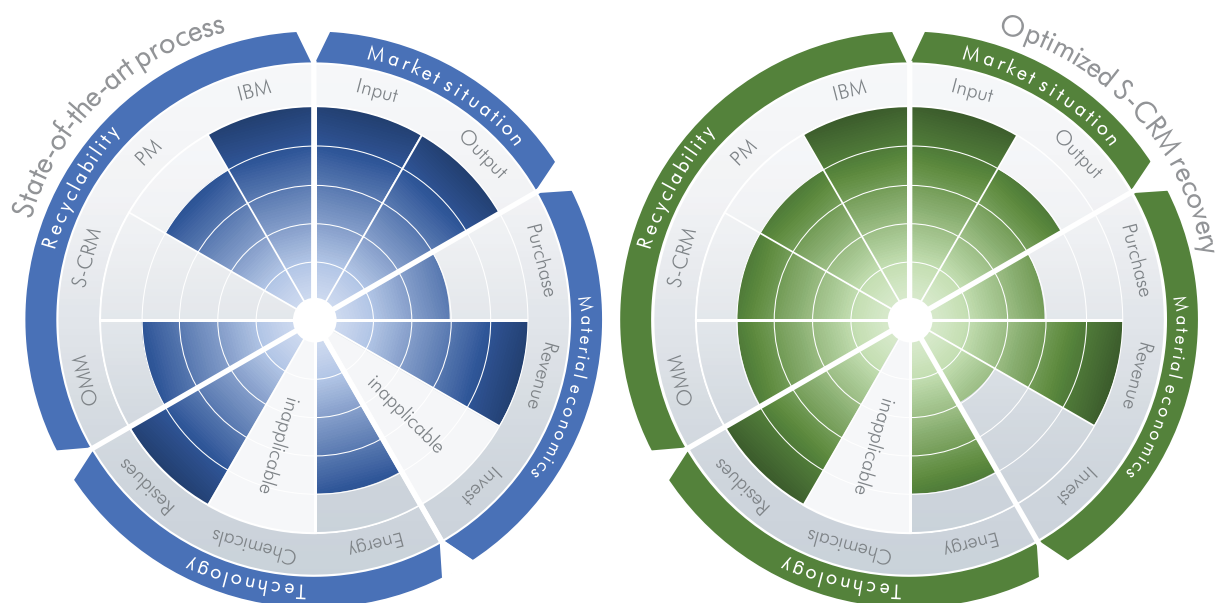 State-of-the-art process
Market situation
Material economics
Technology
Recyclability
Input
Output
Purchase
Revenue
Invest
Energy
Chemicals
Residues
OMM
S-CRM
PM
IBM
inapplicable
inapplicable
Optimized S-CRM recovery
Market situation
Material economics
Technology
Recyclability
Input
Output
Purchase
Revenue
Invest
Energy
Chemicals
Residues
OMM
S-CRM
PM
IBM
inapplicable